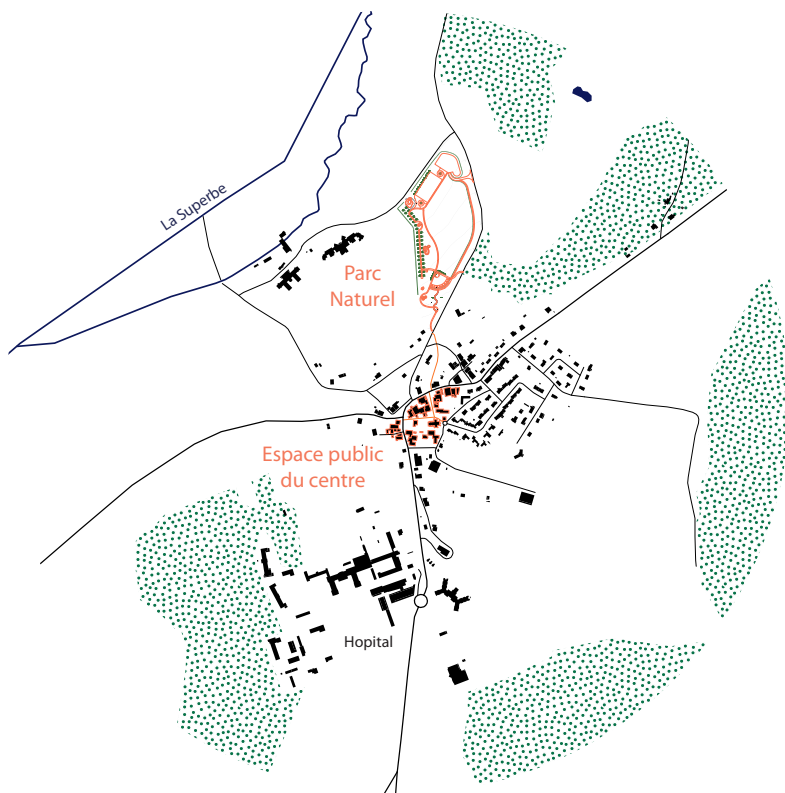 La Superbe
Parc
Naturel
Espace public
du centre
Hopital